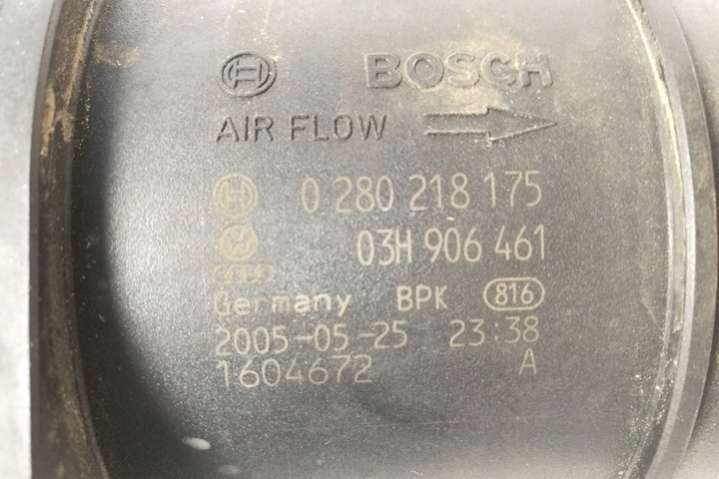 BOSCH
AIR FLOW
0 280 218 175
03H 906 461
Germany BPK 816
2005-05-25 23:38
1604672 A